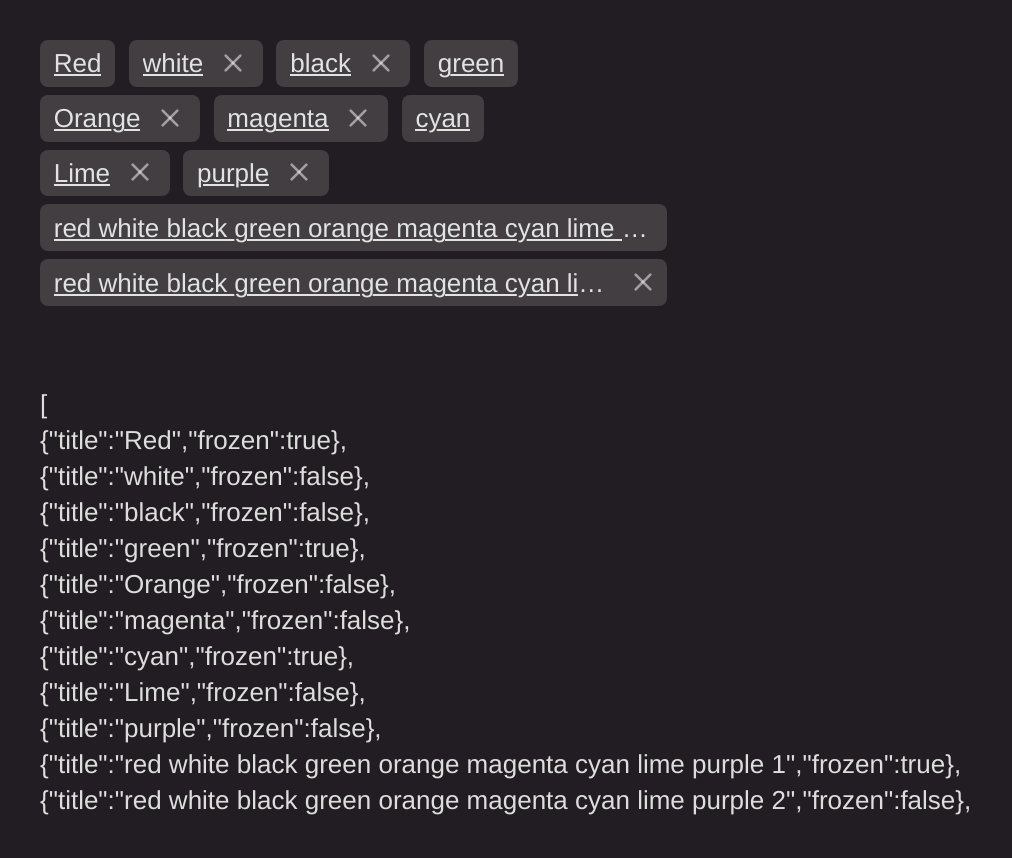 Red white black green
Orange magenta cyan
Lime purple
red white black green orange magenta cyan lime ...
red white black green orange magenta cyan li...
[
{"title":"Red","frozen":true},
{"title":"white","frozen":false},
{"title":"black","frozen":false},
{"title":"green","frozen":true},
{"title":"Orange","frozen":false},
{"title":"magenta","frozen":false},
{"title":"cyan","frozen":true},
{"title":"Lime","frozen":false},
{"title":"purple","frozen":false},
{"title":"red white black green orange magenta cyan lime purple 1","frozen":true},
{"title":"red white black green orange magenta cyan lime purple 2","frozen":false},